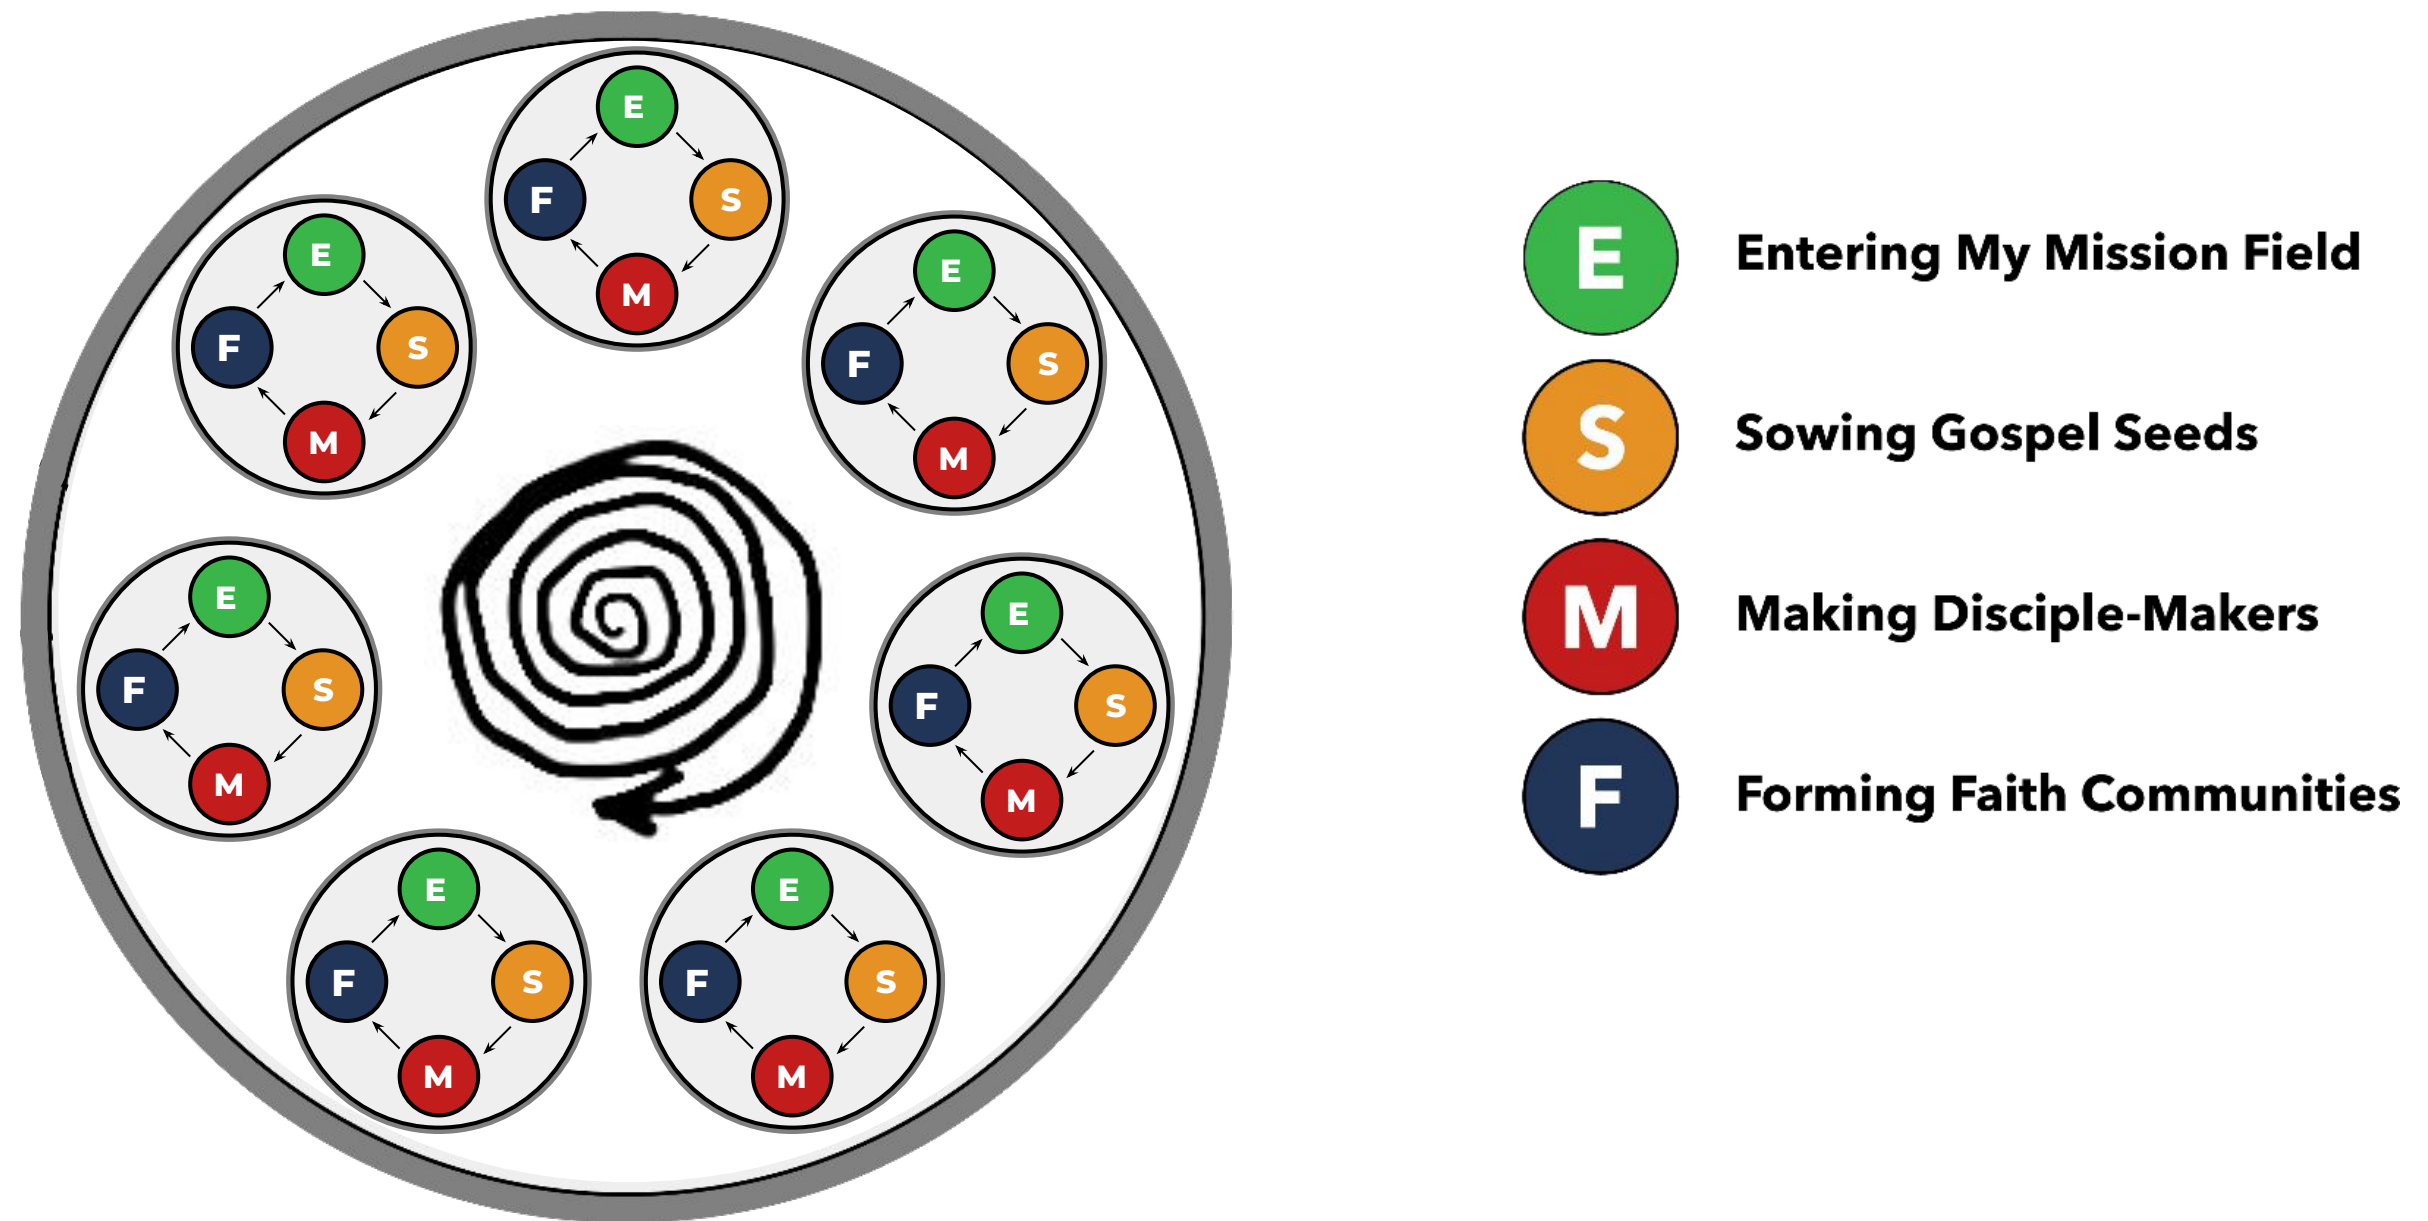 E
F
S
M
E
F
S
M
E
F
S
M
E
F
S
M
E
F
S
M
E
F
S
M
E
F
S
M
E Entering My Mission Field
S Sowing Gospel Seeds
M Making Disciple-Makers
F Forming Faith Communities